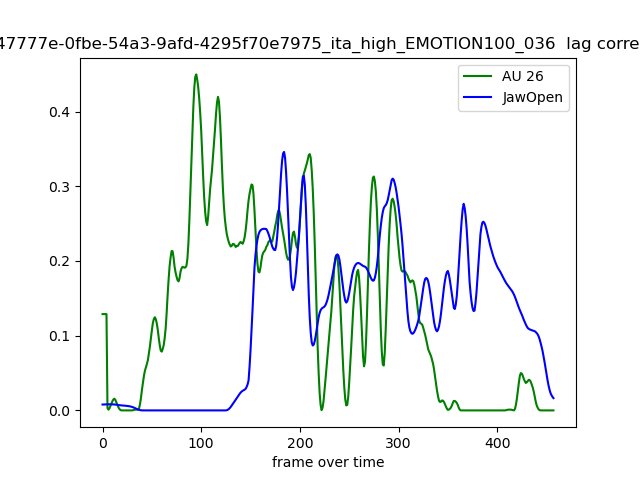 47777e-0fbe-54a3-9afd-4295f70e7975_ita_high_EMOTION100_036 lag corre
AU 26
JawOpen
0.4
0.3
0.2
0.1
0.0
0 100 200 300 400
frame over time